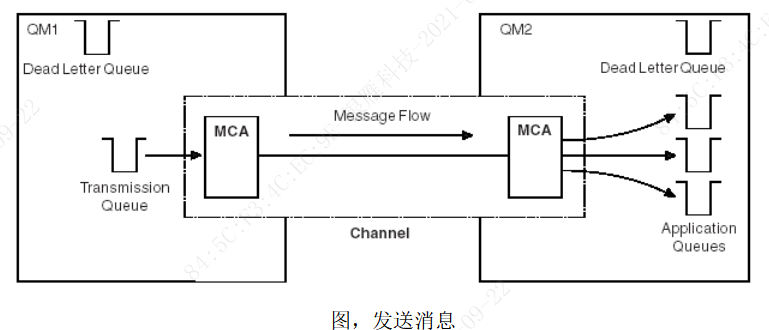 QM1
QM2
Dead Letter Queue
Dead Letter Queue
MCA
Message Flow
MCA
Transmission
Queue
Channel
Application
Queues
图，发送消息